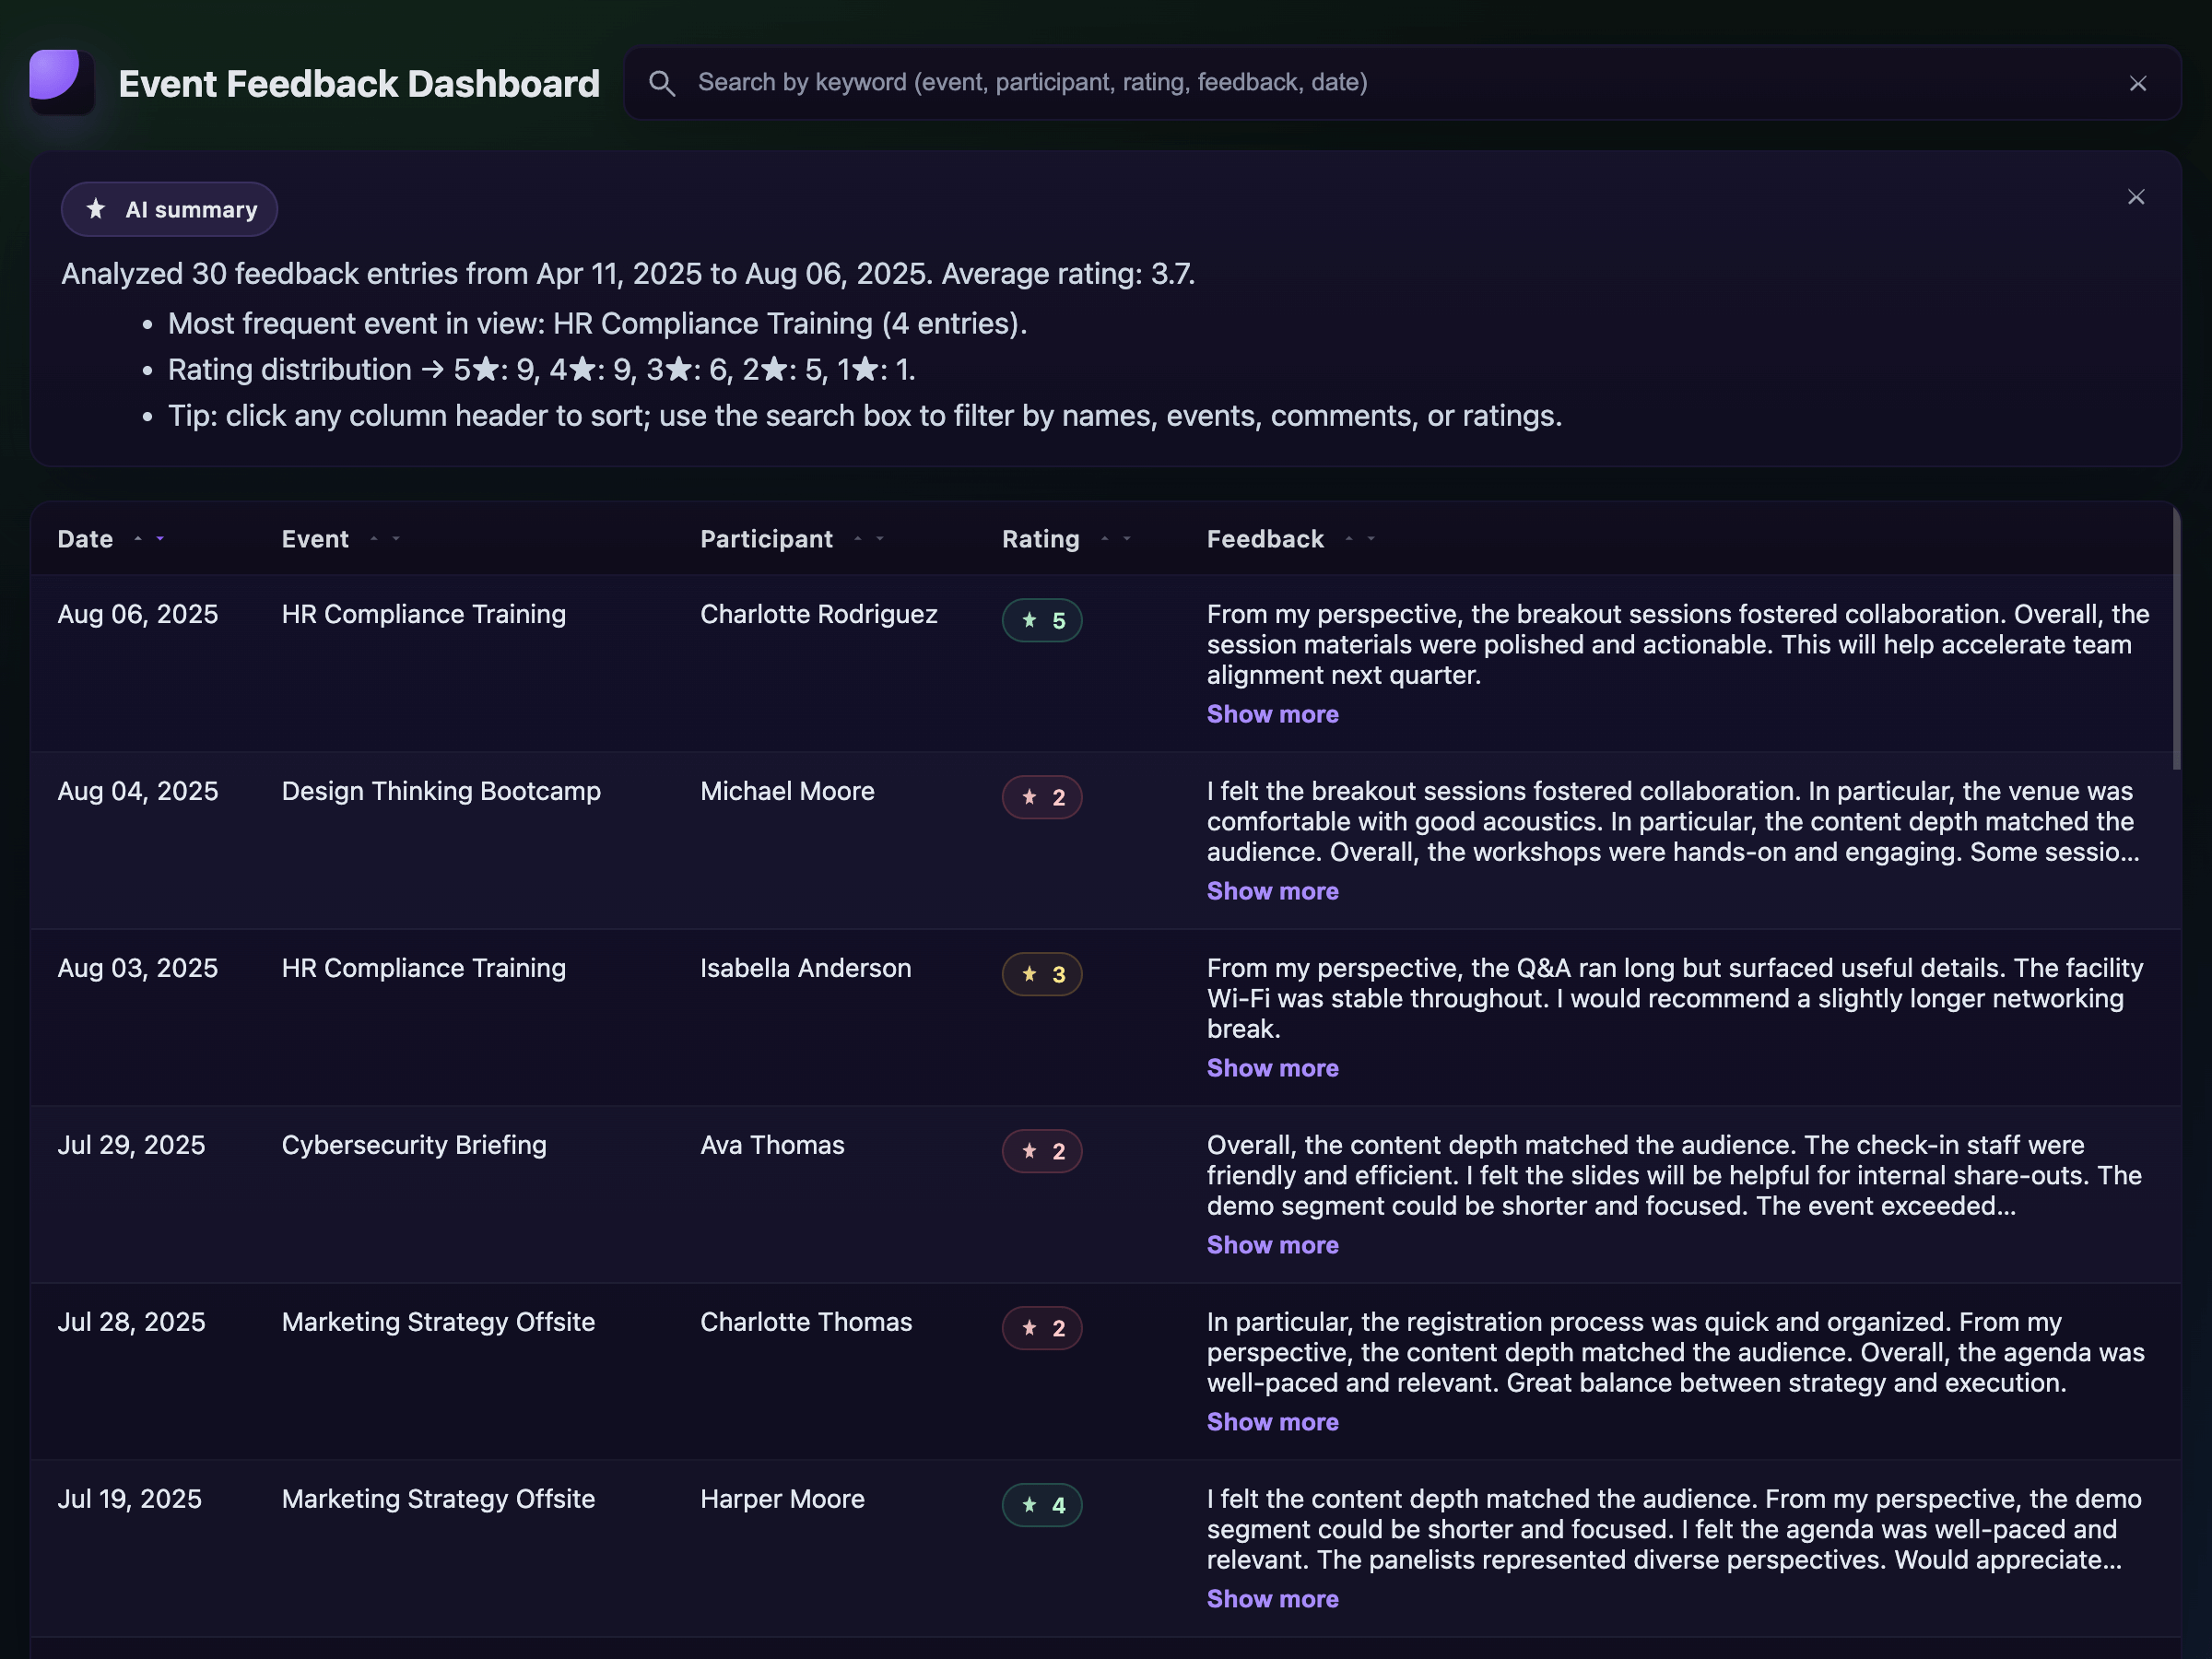 Event Feedback Dashboard
Search by keyword (event, participant, rating, feedback, date)
AI summary
Analyzed 30 feedback entries from Apr 11, 2025 to Aug 06, 2025. Average rating: 3.7.
• Most frequent event in view: HR Compliance Training (4 entries).
• Rating distribution → 5★: 9, 4★: 9, 3★: 6, 2★: 5, 1★: 1.
• Tip: click any column header to sort; use the search box to filter by names, events, comments, or ratings.
Date Event Participant Rating Feedback
Aug 06, 2025 HR Compliance Training Charlotte Rodriguez ★ 5 From my perspective, the breakout sessions fostered collaboration. Overall, the
session materials were polished and actionable. This will help accelerate team
alignment next quarter.
Show more
Aug 04, 2025 Design Thinking Bootcamp Michael Moore ★ 2 I felt the breakout sessions fostered collaboration. In particular, the venue was
comfortable with good acoustics. In particular, the content depth matched the
audience. Overall, the workshops were hands-on and engaging. Some sessio...
Show more
Aug 03, 2025 HR Compliance Training Isabella Anderson ★ 3 From my perspective, the Q&A ran long but surfaced useful details. The facility
Wi-Fi was stable throughout. I would recommend a slightly longer networking
break.
Show more
Jul 29, 2025 Cybersecurity Briefing Ava Thomas ★ 2 Overall, the content depth matched the audience. The check-in staff were
friendly and efficient. I felt the slides will be helpful for internal share-outs. The
demo segment could be shorter and focused. The event exceeded...
Show more
Jul 28, 2025 Marketing Strategy Offsite Charlotte Thomas ★ 2 In particular, the registration process was quick and organized. From my
perspective, the content depth matched the audience. Overall, the agenda was
well-paced and relevant. Great balance between strategy and execution.
Show more
Jul 19, 2025 Marketing Strategy Offsite Harper Moore ★ 4 I felt the content depth matched the audience. From my perspective, the demo
segment could be shorter and focused. I felt the agenda was well-paced and
relevant. The panelists represented diverse perspectives. Would appreciate...
Show more